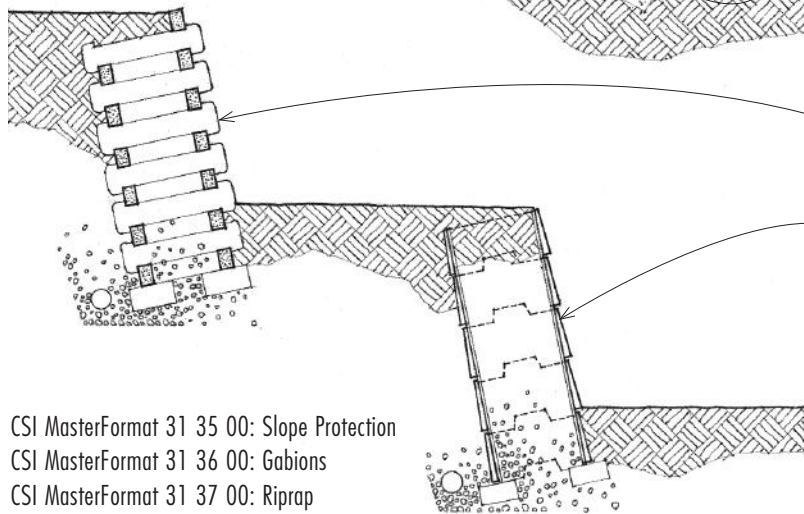 CSI MasterFormat 31 35 00: Slope Protection
CSI MasterFormat 31 36 00: Gabions
CSI MasterFormat 31 37 00: Riprap